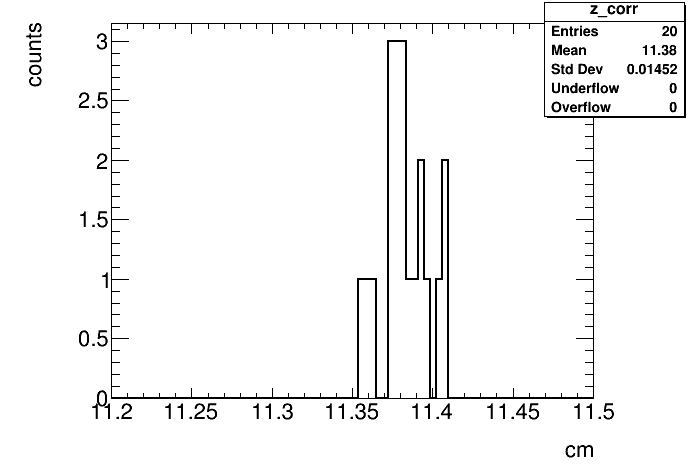 z_corr
Entries 20
Mean 11.38
Std Dev 0.01452
Underflow 0
Overflow 0
counts
3
2.5
2
1.5
1
0.5
0
11.2 11.25 11.3 11.35 11.4 11.45 11.5
cm